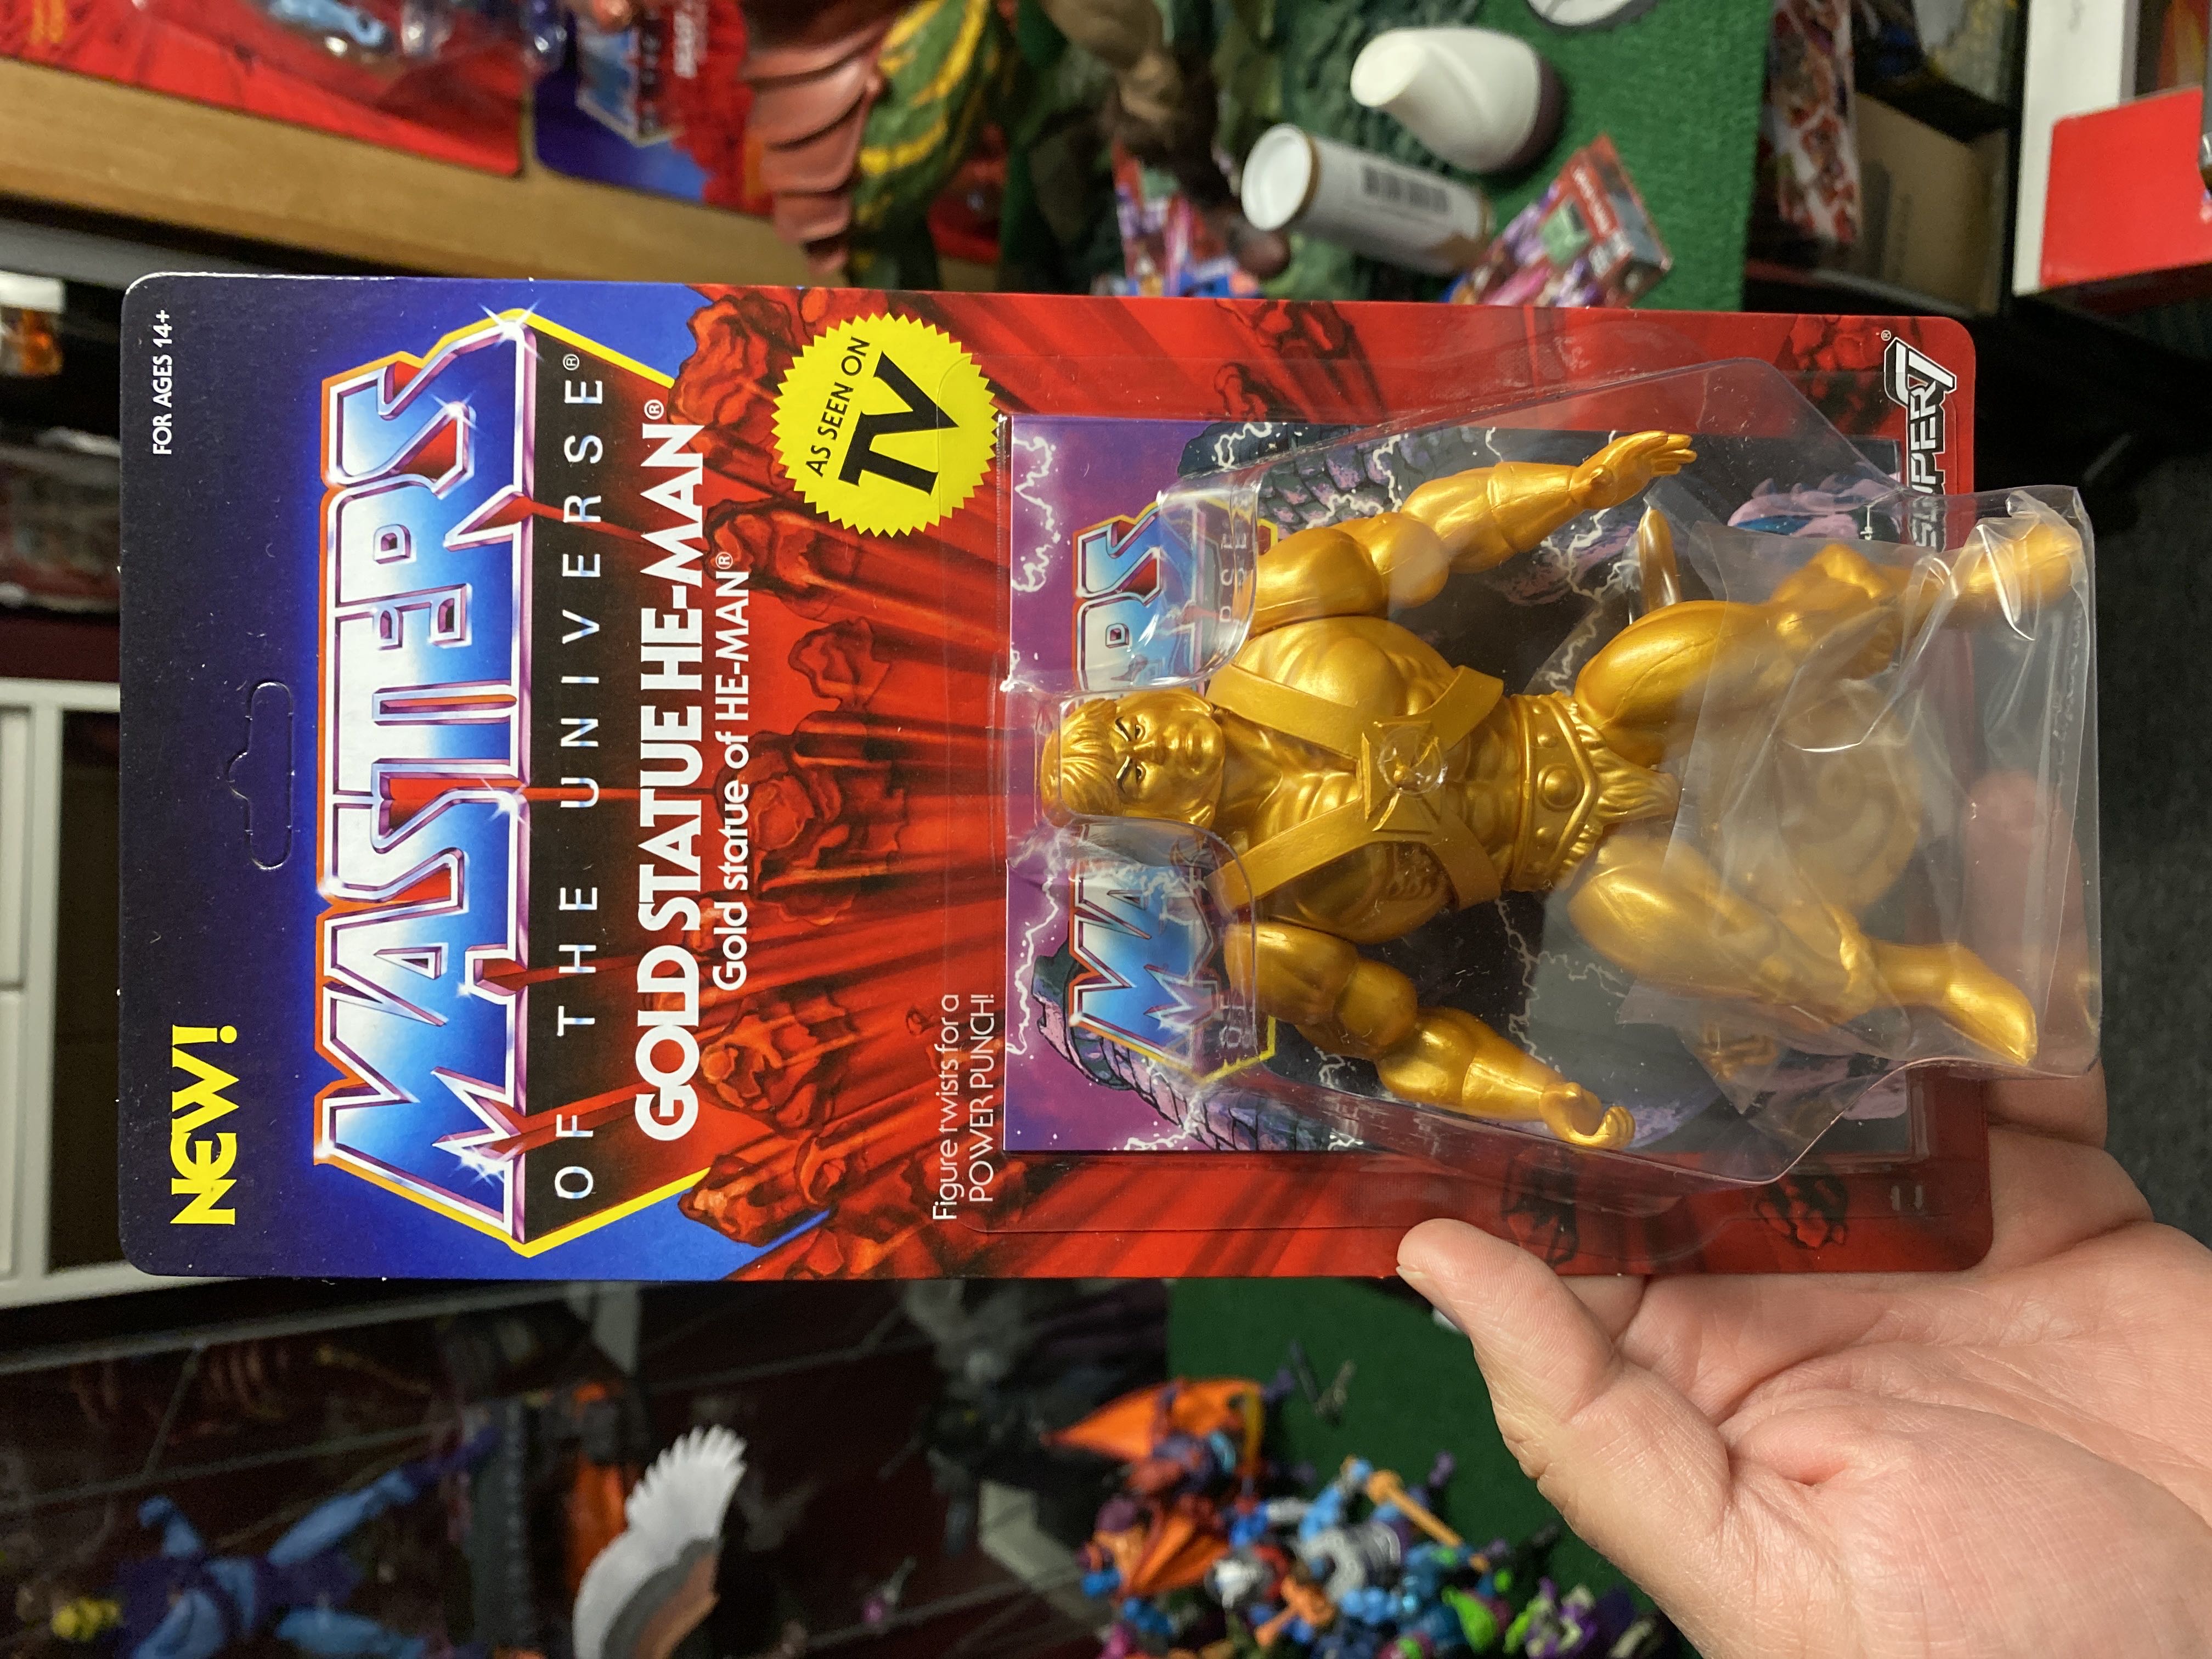 FOR AGES 14+
NEW!
MASTERS
OF THE UNIVERSE®
GOLD STATUE HE-MAN®
Gold statue of HE-MAN®
AS SEEN ON
TV
Figure twists for a
POWER PUNCH!
SUPER7®